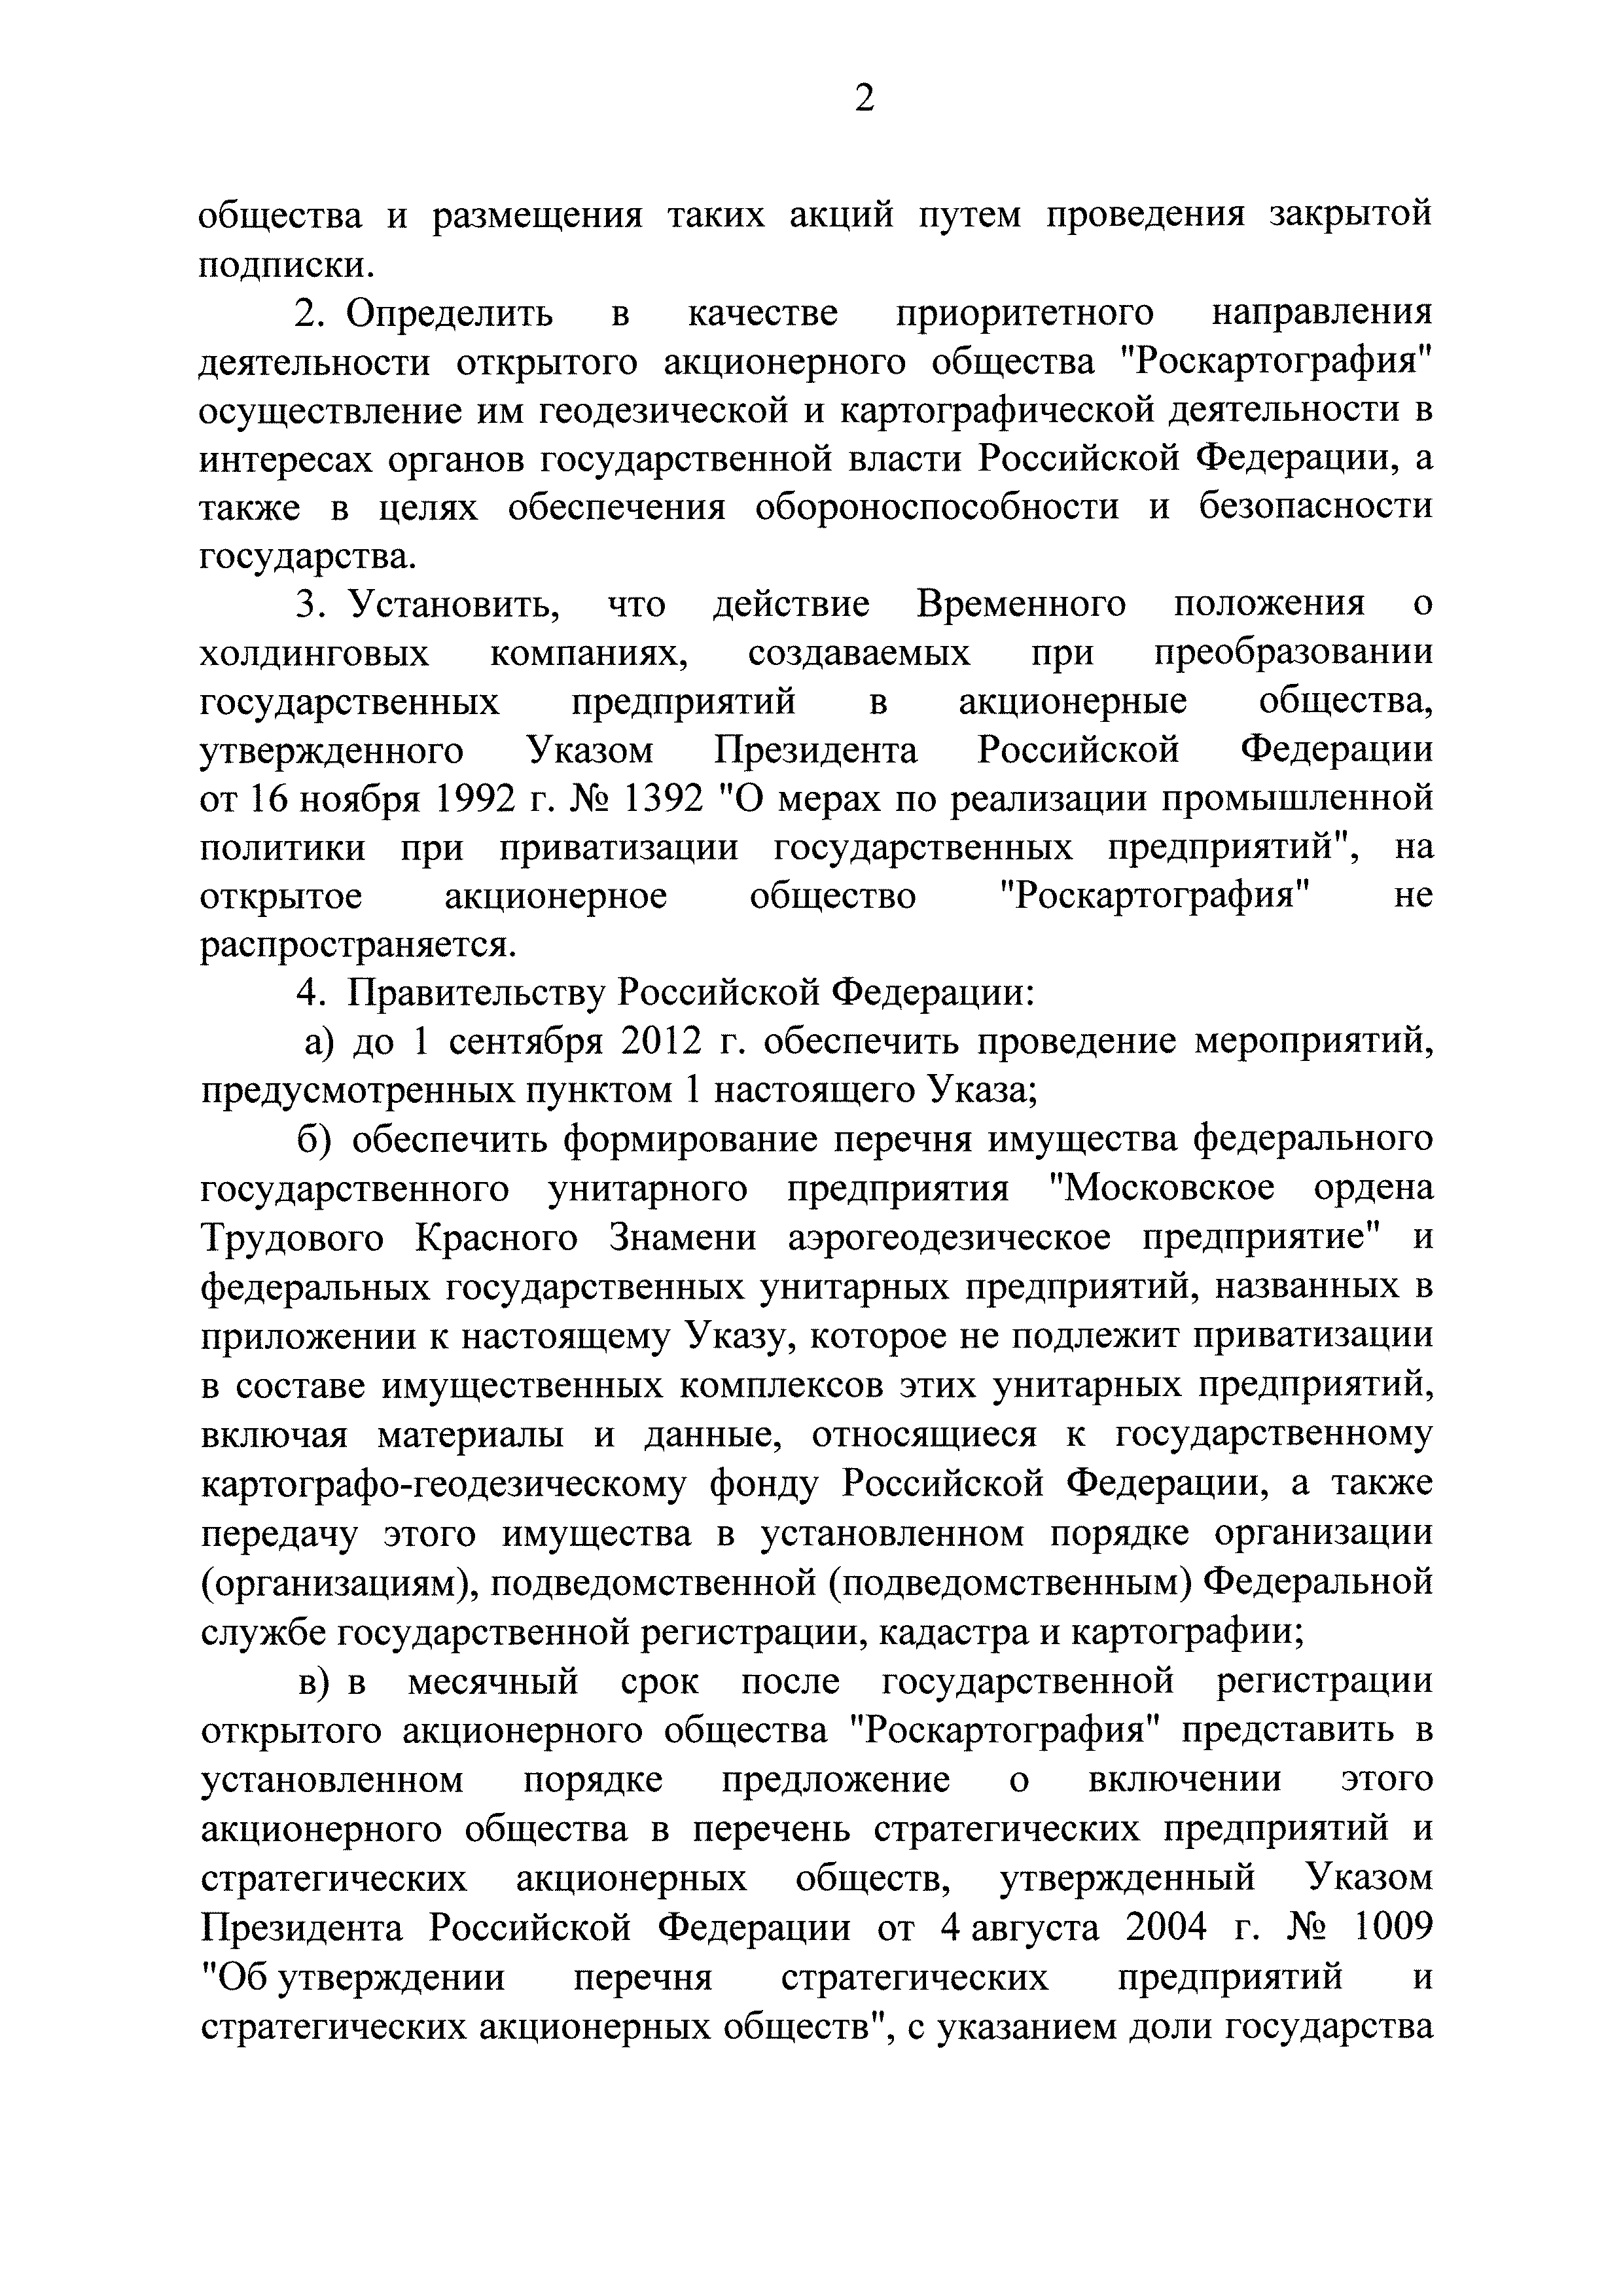 2
общества и размещения таких акций путем проведения закрытой
подписки.
2. Определить в качестве приоритетного направления
деятельности открытого акционерного общества "Роскартография"
осуществление им геодезической и картографической деятельности в
интересах органов государственной власти Российской Федерации, а
также в целях обеспечения обороноспособности и безопасности
государства.
3. Установить, что действие Временного положения о
холдинговых компаниях, создаваемых при преобразовании
государственных предприятий в акционерные общества,
утвержденного Указом Президента Российской Федерации
от 16 ноября 1992 г. № 1392 "О мерах по реализации промышленной
политики при приватизации государственных предприятий", на
открытое акционерное общество "Роскартография" не
распространяется.
4. Правительству Российской Федерации:
а) до 1 сентября 2012 г. обеспечить проведение мероприятий,
предусмотренных пунктом 1 настоящего Указа;
б) обеспечить формирование перечня имущества федерального
государственного унитарного предприятия "Московское ордена
Трудового Красного Знамени аэрогеодезическое предприятие" и
федеральных государственных унитарных предприятий, названных в
приложении к настоящему Указу, которое не подлежит приватизации
в составе имущественных комплексов этих унитарных предприятий,
включая материалы и данные, относящиеся к государственному
картографо-геодезическому фонду Российской Федерации, а также
передачу этого имущества в установленном порядке организации
(организациям), подведомственной (подведомственным) Федеральной
службе государственной регистрации, кадастра и картографии;
в) в месячный срок после государственной регистрации
открытого акционерного общества "Роскартография" представить в
установленном порядке предложение о включении этого
акционерного общества в перечень стратегических предприятий и
стратегических акционерных обществ, утвержденный Указом
Президента Российской Федерации от 4 августа 2004 г. № 1009
"Об утверждении перечня стратегических предприятий и
стратегических акционерных обществ", с указанием доли государства